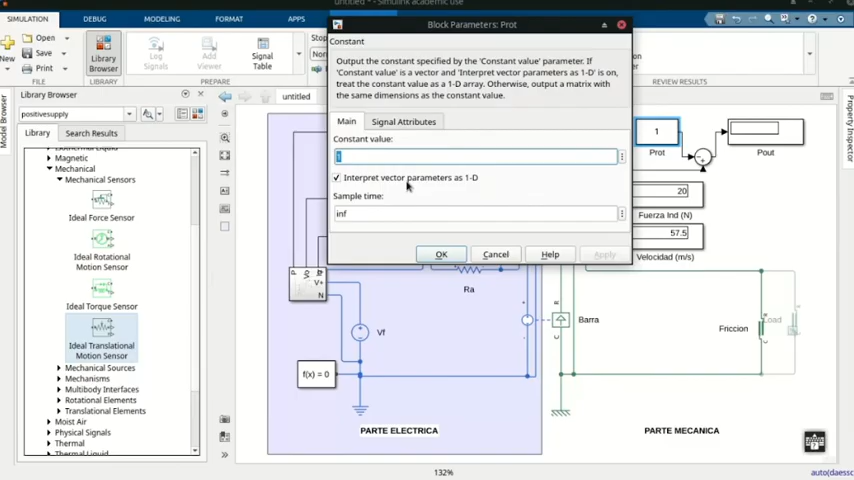 untitled * - Simulink academic use
SIMULATION
DEBUG
MODELING
FORMAT
APPS
Block Parameters: Prot
New
Open
Save
Print
FILE
Library
Browser
LIBRARY
Log
Signals
Add
Viewer
Signal
Table
PREPARE
Stop
Nor
REVIEW RESULTS
Constant
Output the constant specified by the 'Constant value' parameter. If
'Constant value' is a vector and 'Interpret vector parameters as 1-D' is on,
treat the constant value as a 1-D array. Otherwise, output a matrix with
the same dimensions as the constant value.
Main
Signal Attributes
Constant value:
1
Interpret vector parameters as 1-D
Sample time:
inf
OK
Cancel
Help
Apply
Model Browser
Library Browser
positivesupply
Library
Search Results
Magnetic
Mechanical
Mechanical Sensors
Ideal Force Sensor
Ideal Rotational
Motion Sensor
Ideal Torque Sensor
Ideal Translational
Motion Sensor
Mechanical Sources
Mechanisms
Multibody Interfaces
Rotational Elements
Translational Elements
Moist Air
Physical Signals
Thermal
Thermal Liquid
untitled
Property Inspector
1
Prot
Pout
20
Fuerza Ind (N)
57.5
Velocidad (m/s)
V+
N
Ra
Vf
f(x) = 0
Barra
R
C
Friccion
Load
PARTE ELECTRICA
PARTE MECANICA
132%
auto(daessc